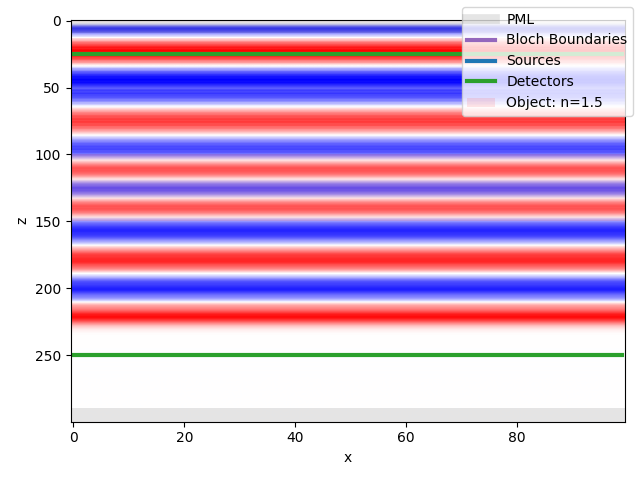 PML
Bloch Boundaries
Sources
Detectors
Object: n=1.5
0
50
100
150
200
250
z
0 20 40 60 80
x